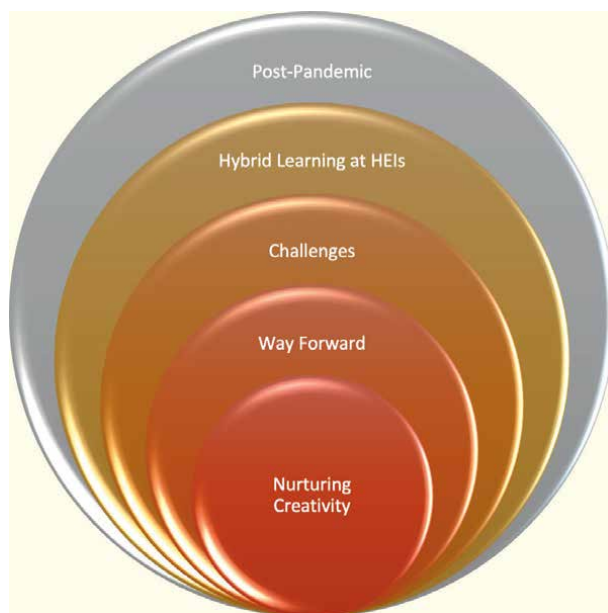 Post-Pandemic
Hybrid Learning at HEIs
Challenges
Way Forward
Nurturing
Creativity